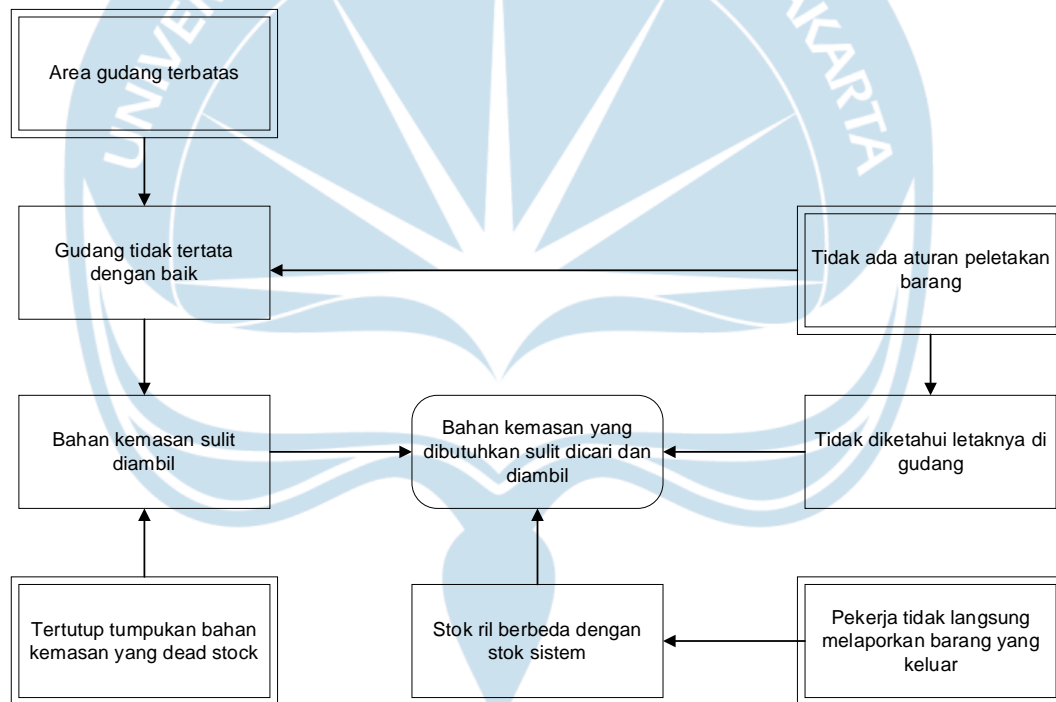 UNIVER
AKARTA
Area gudang terbatas
Gudang tidak tertata
dengan baik
Tidak ada aturan peletakan
barang
Bahan kemasan sulit
diambil
Bahan kemasan yang
dibutuhkan sulit dicari dan
diambil
Tidak diketahui letaknya di
gudang
Tertutup tumpukan bahan
kemasan yang dead stock
Stok ril berbeda dengan
stok sistem
Pekerja tidak langsung
melaporkan barang yang
keluar